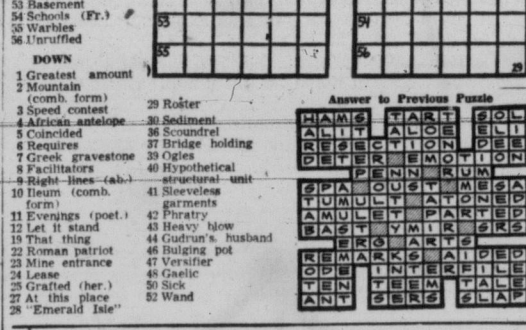 53 Basement
54 Schools (Fr.)
55 Warbles
56 Unruffled
DOWN
1 Greatest amount
2 Mountain
(comb. form)
3 Speed contest
4 African antelope
5 Coincided
6 Requires
7 Greek gravestone
8 Facilitators
9 Right lines (ab.)
10 Ileum (comb.
form)
11 Evenings (poet.)
12 Let it stand
19 That thing
22 Roman patriot
23 Mine entrance
24 Lease
25 Grafted (her.)
27 At this place
28 "Emerald Isle"
29 Roster
30 Sediment
36 Scoundrel
37 Bridge holding
39 Ogles
40 Hypothetical
structural unit
41 Sleeveless
garments
42 Phratry
43 Heavy blow
44 Gudrun's husband
46 Bulging pot
47 Versifier
48 Gaelic
50 Sick
52 Wand
53
54
55
56
Answer to Previous Puzzle
HAMS TART SOL
ALIT ALOE ELI
RESECTION DEE
DETER EMOTION
PENN RUM
SPA OUST MESA
TUMULT ATONED
AMULET PARTED
BAST YMIR SRS
ERG ARTS
REMARKS AIDED
ODE INTERFILE
TEN TEEM TALE
ANT SERS SLAP